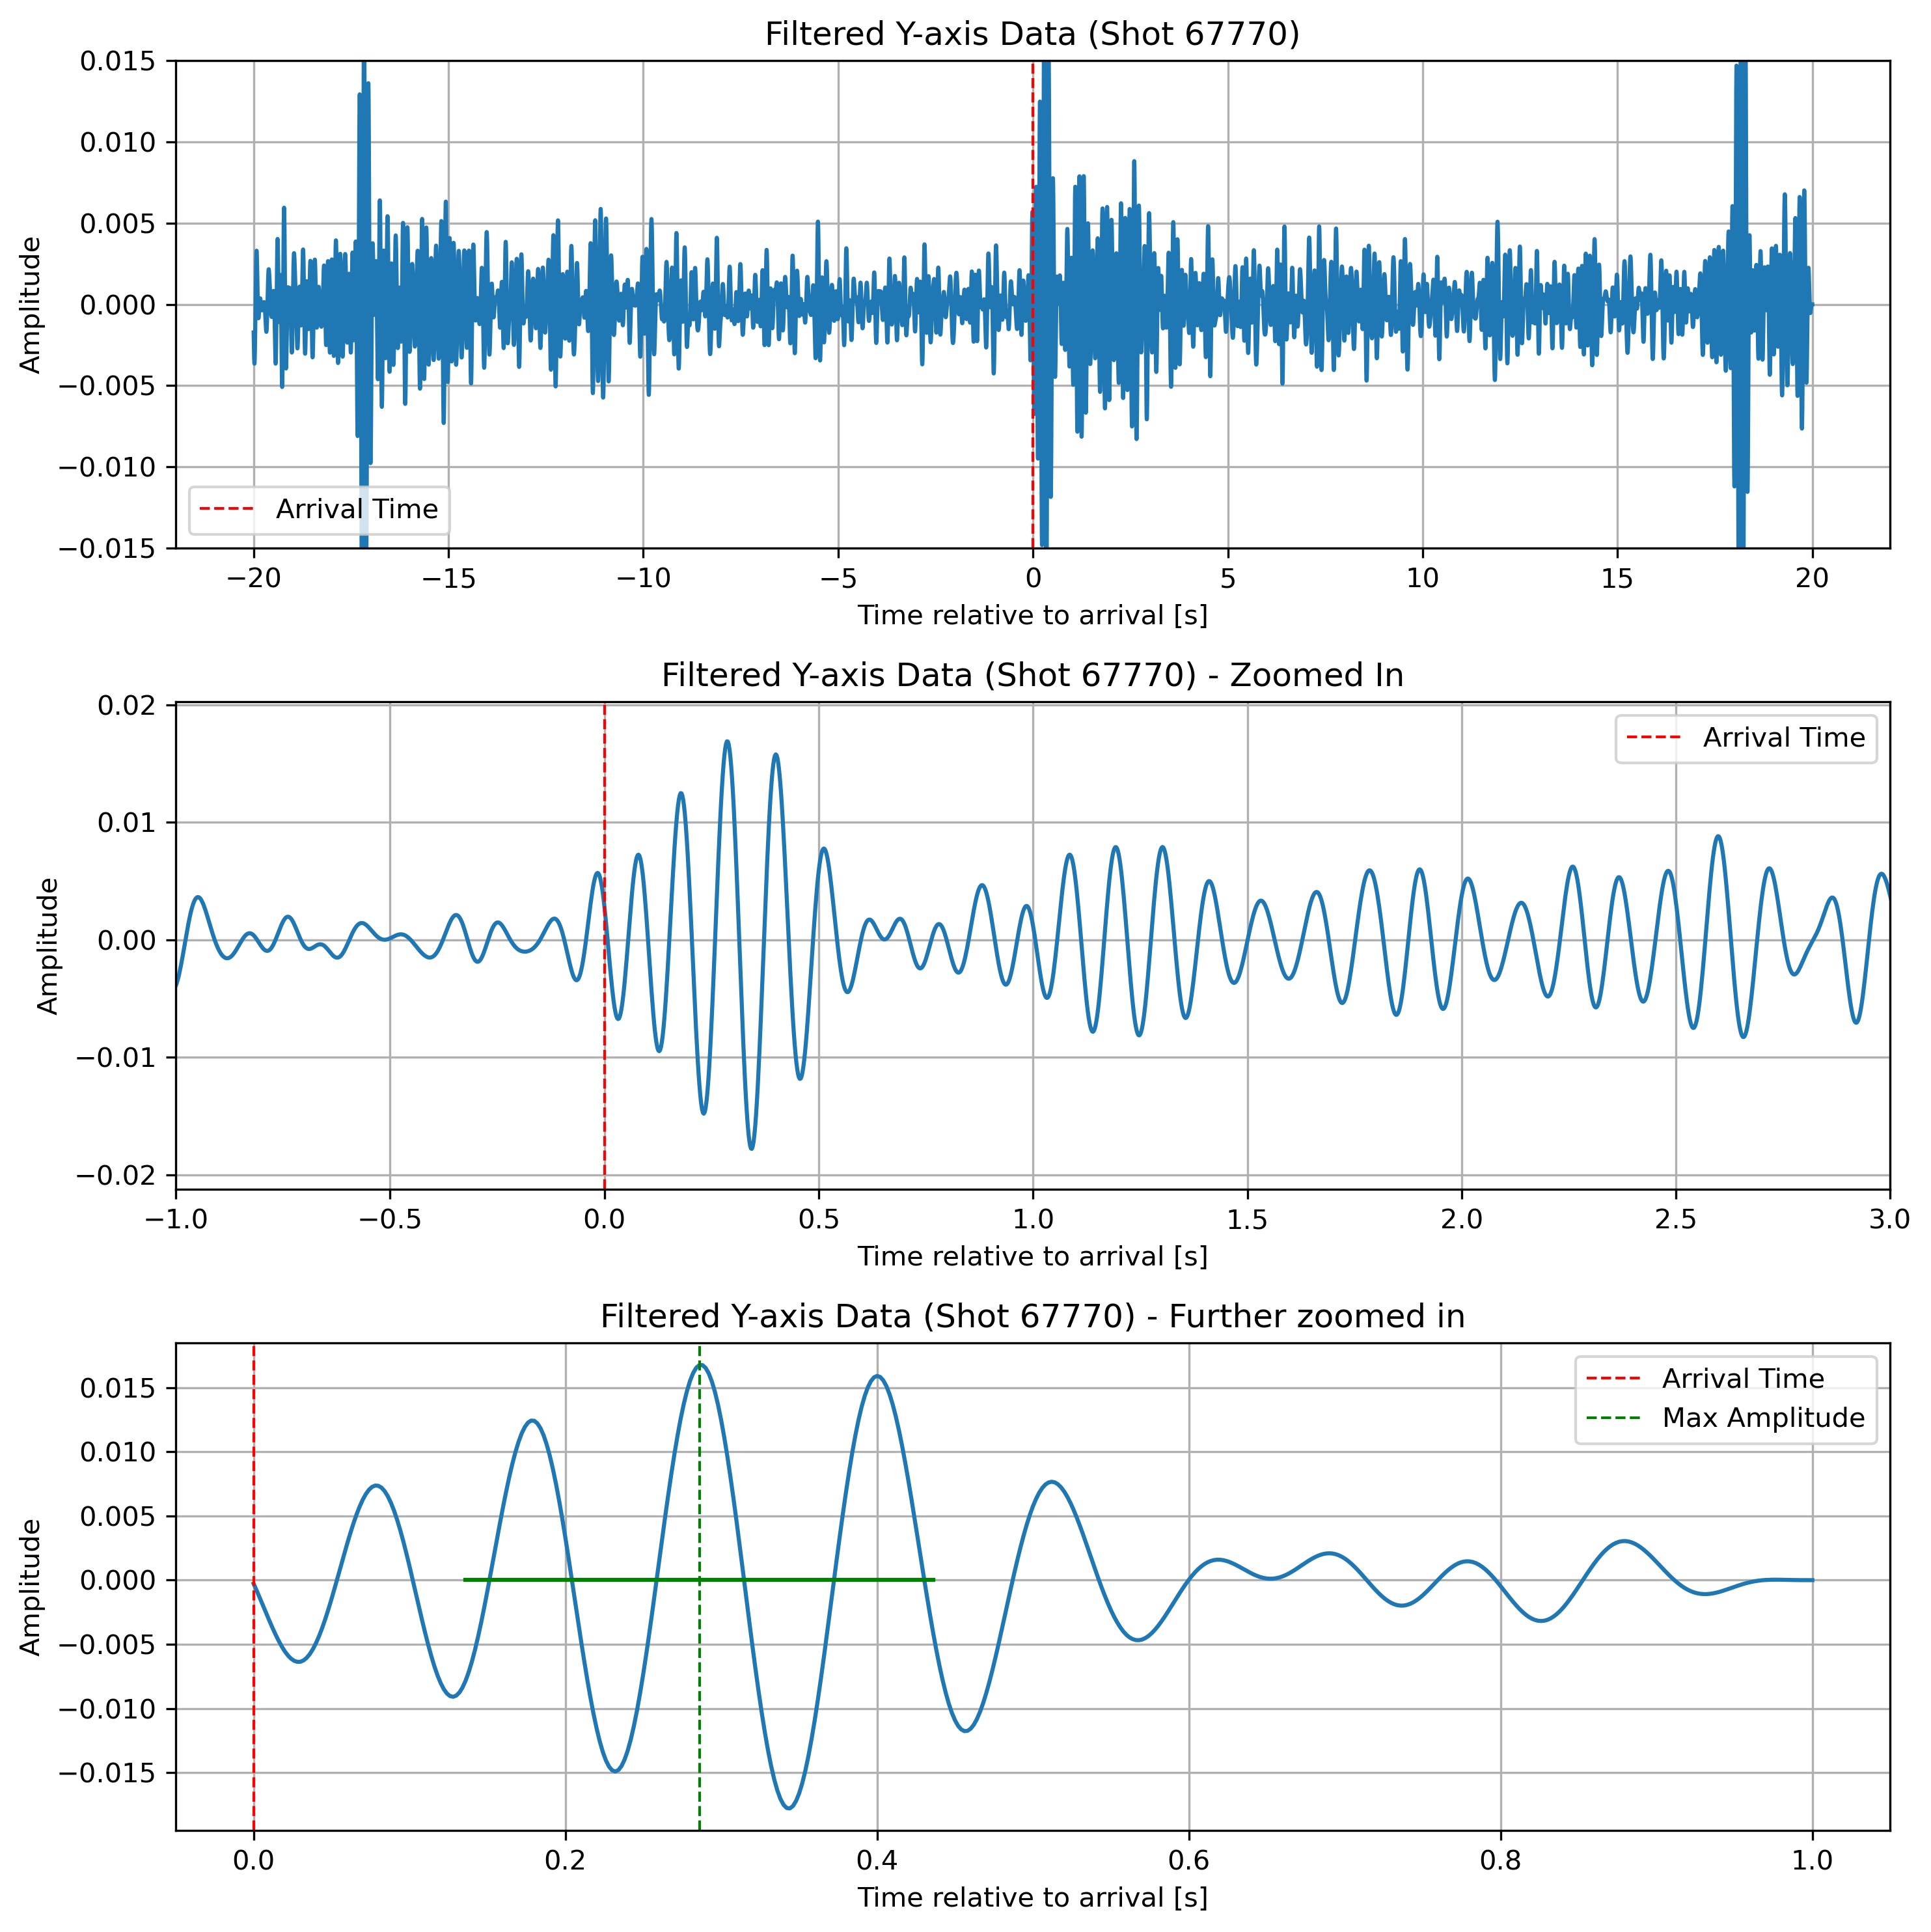 Filtered Y-axis Data (Shot 67770)
0.015
0.010
0.005
0.000
−0.005
−0.010
−0.015
Amplitude
Arrival Time
−20 −15 −10 −5 0 5 10 15 20
Time relative to arrival [s]
Filtered Y-axis Data (Shot 67770) - Zoomed In
0.02
0.01
0.00
−0.01
−0.02
Amplitude
Arrival Time
−1.0 −0.5 0.0 0.5 1.0 1.5 2.0 2.5 3.0
Time relative to arrival [s]
Filtered Y-axis Data (Shot 67770) - Further zoomed in
0.015
0.010
0.005
0.000
−0.005
−0.010
−0.015
Amplitude
Arrival Time
Max Amplitude
0.0 0.2 0.4 0.6 0.8 1.0
Time relative to arrival [s]